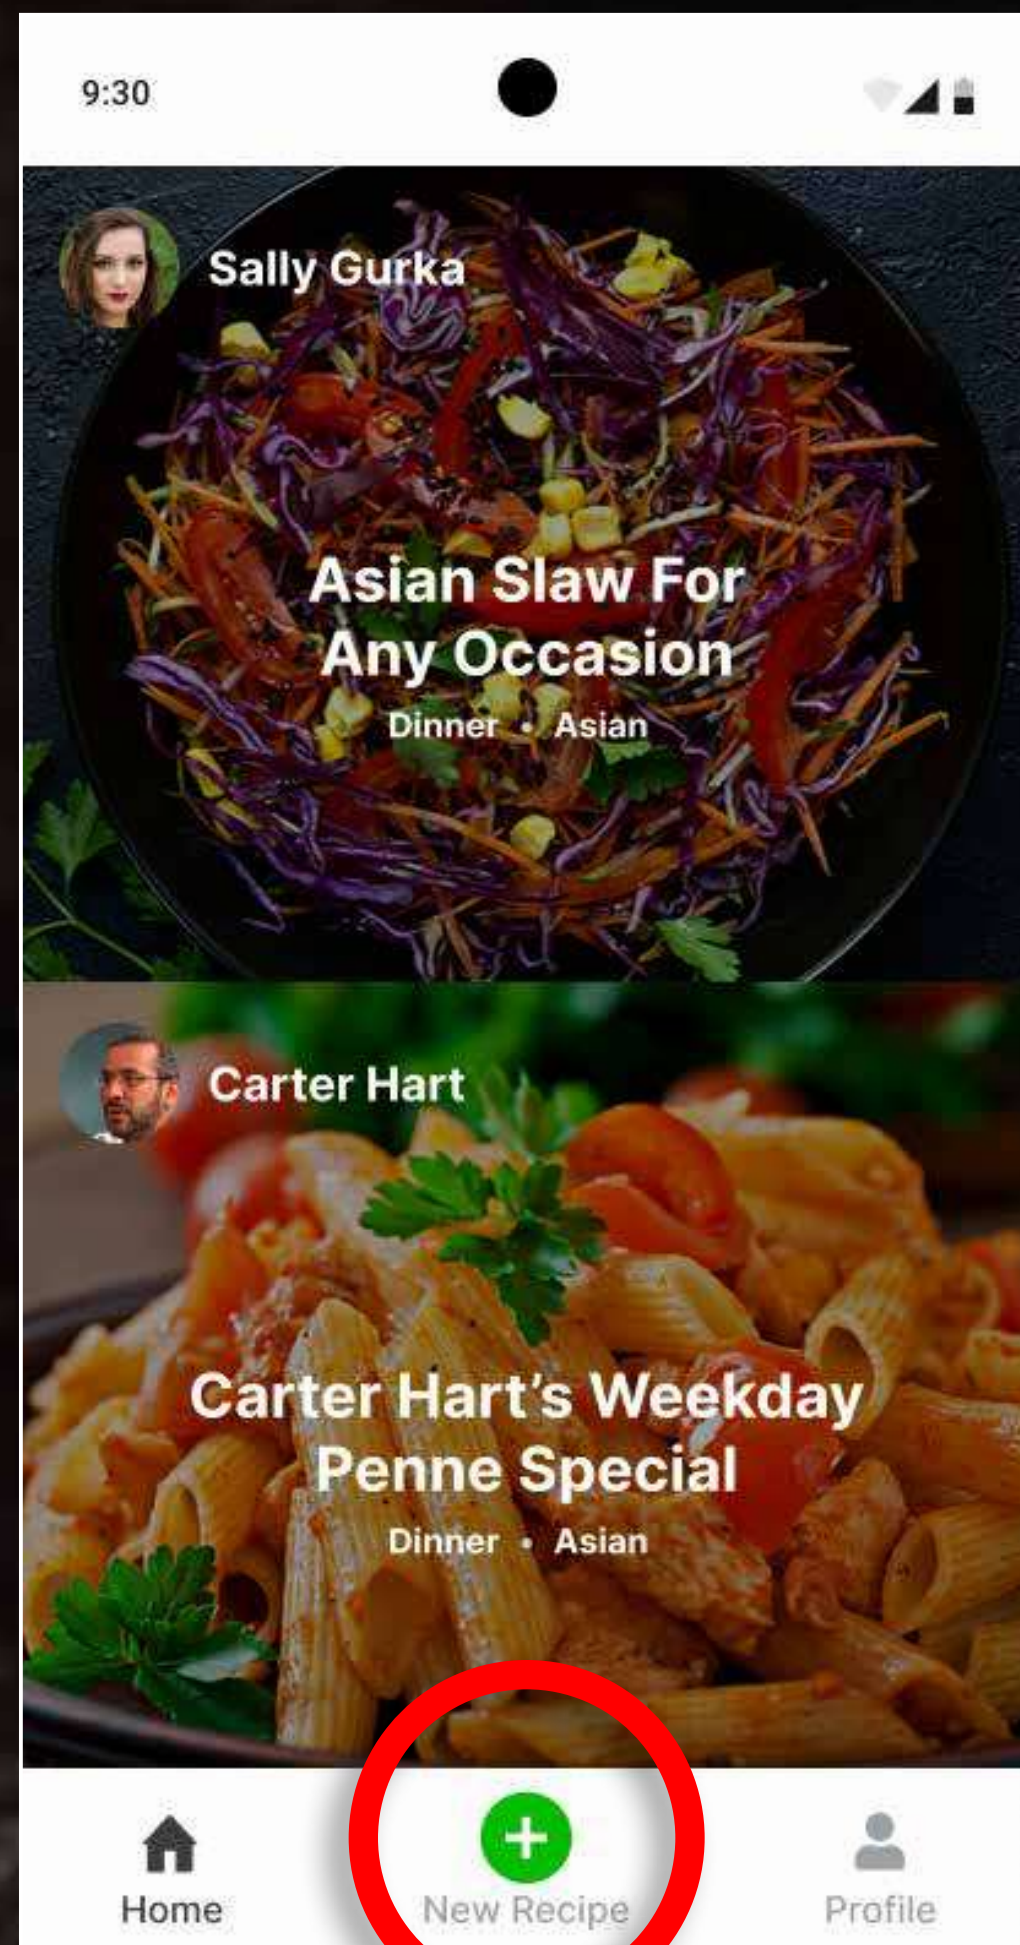 9:30
Sally Gurka
Asian Slaw For
Any Occasion
Dinner • Asian
Carter Hart
Carter Hart’s Weekday
Penne Special
Dinner • Asian
Home
New Recipe
Profile